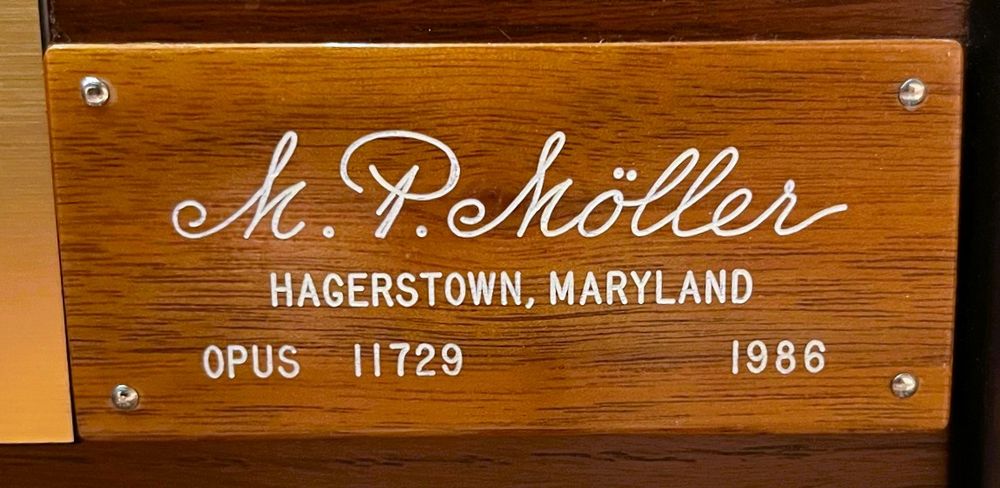 M. P. Möller
HAGERSTOWN, MARYLAND
OPUS 11729 1986